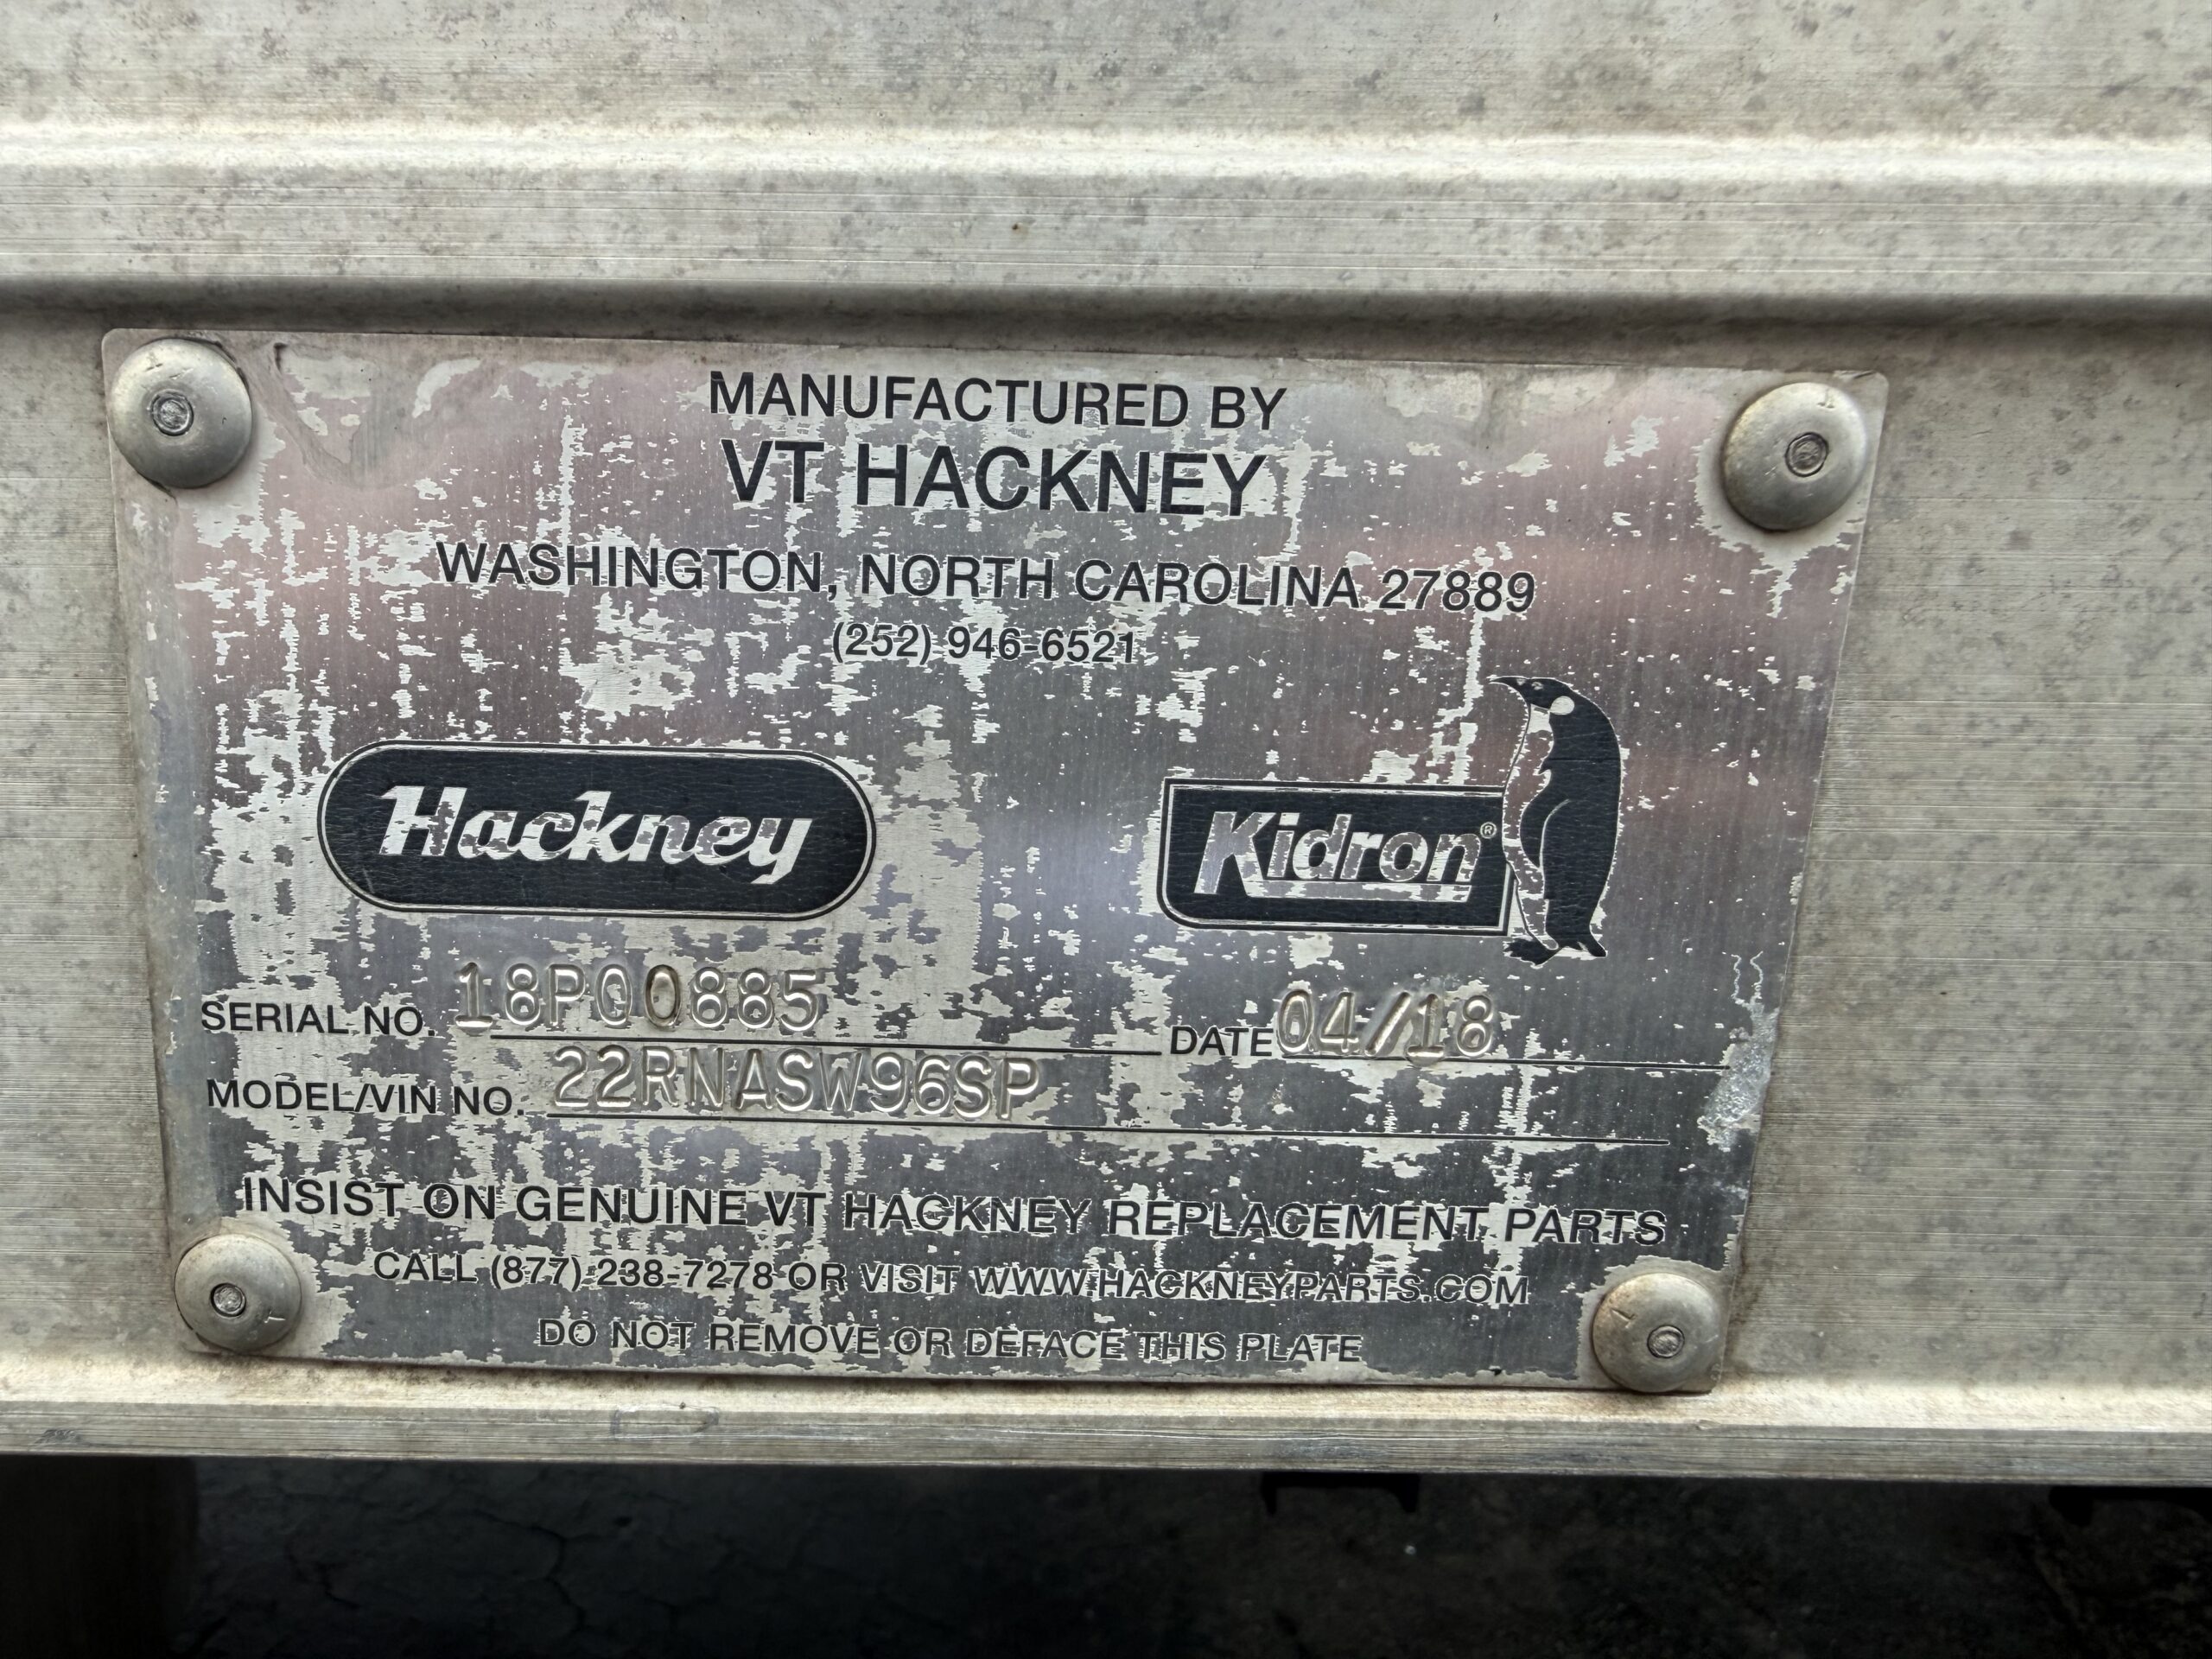 MANUFACTURED BY
VT HACKNEY
WASHINGTON, NORTH CAROLINA 27889
(252) 946-6521
Hackney
Kidron®
SERIAL NO. 18P00885 DATE 04/18
MODEL/VIN NO. 22RNASW96SP
INSIST ON GENUINE VT HACKNEY REPLACEMENT PARTS
CALL (877) 238-7278 OR VISIT WWW.HACKNEYPARTS.COM
DO NOT REMOVE OR DEFACE THIS PLATE